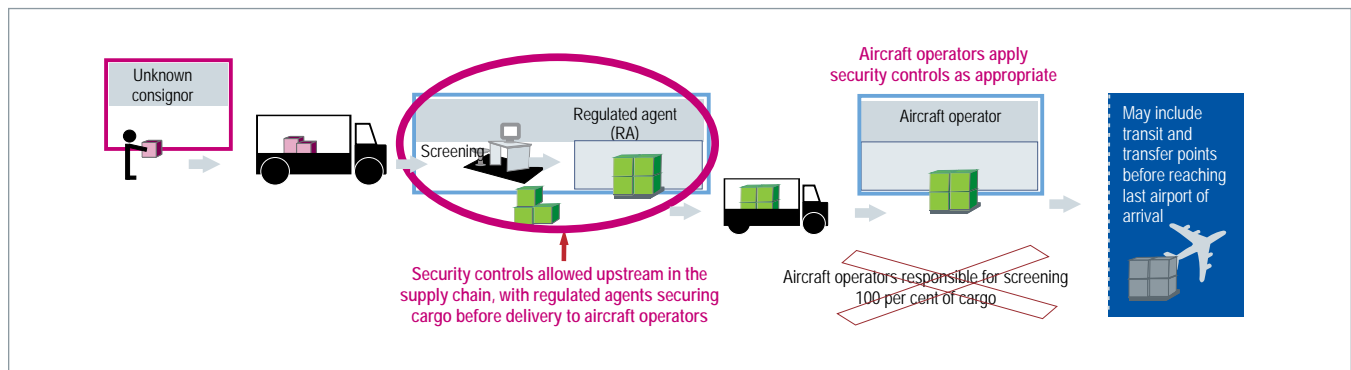 Unknown
consignor
Screening
Regulated agent
(RA)
Security controls allowed upstream in the
supply chain, with regulated agents securing
cargo before delivery to aircraft operators
Aircraft operators apply
security controls as appropriate
Aircraft operator
Aircraft operators responsible for screening
100 per cent of cargo
May include
transit and
transfer points
before reaching
last airport of
arrival